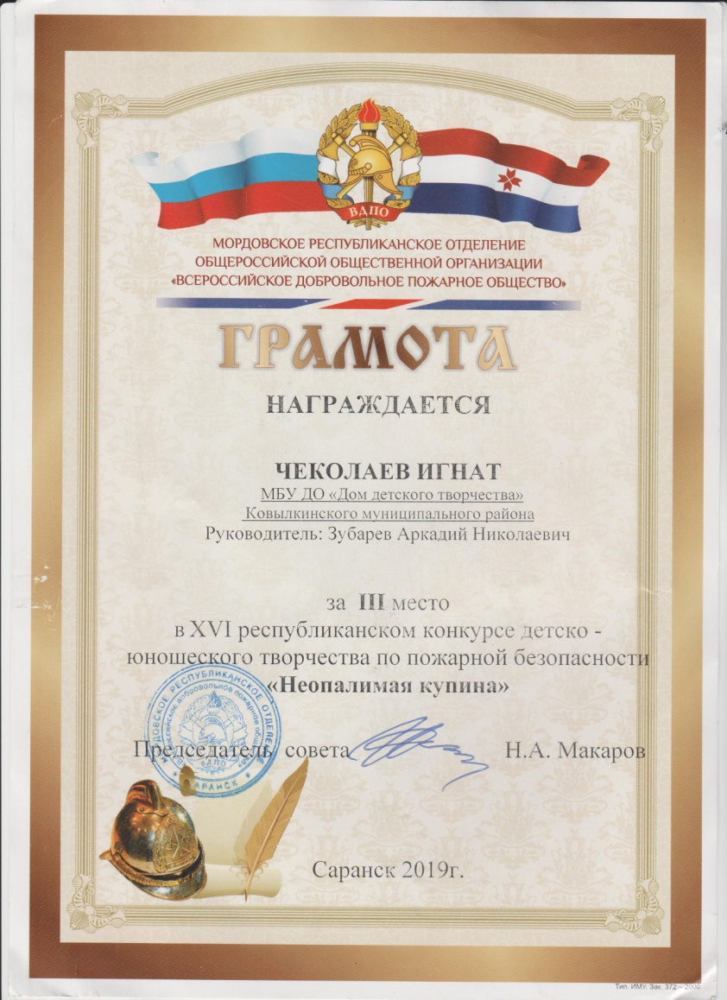 ВДПО
МОРДОВСКОЕ РЕСПУБЛИКАНСКОЕ ОТДЕЛЕНИЕ
ОБЩЕРОССИЙСКОЙ ОБЩЕСТВЕННОЙ ОРГАНИЗАЦИИ
«ВСЕРОССИЙСКОЕ ДОБРОВОЛЬНОЕ ПОЖАРНОЕ ОБЩЕСТВО»
ГРАМОТА
НАГРАЖДАЕТСЯ
ЧЕКОЛАЕВ ИГНАТ
МБУ ДО «Дом детского творчества»
Ковылкинского муниципального района
Руководитель: Зубарев Аркадий Николаевич
за III место
в XVI республиканском конкурсе детско -
юношеского творчества по пожарной безопасности
«Неопалимая купина»
МОРДОВСКОЕ РЕСПУБЛИКАНСКОЕ ОТДЕЛЕНИЕ
Всероссийское добровольное пожарное общество
ВДПО
САРАНСК
Председатель совета Н.А. Макаров
Саранск 2019г.
Тип. ИМУ. Зак. 372 – 2000.